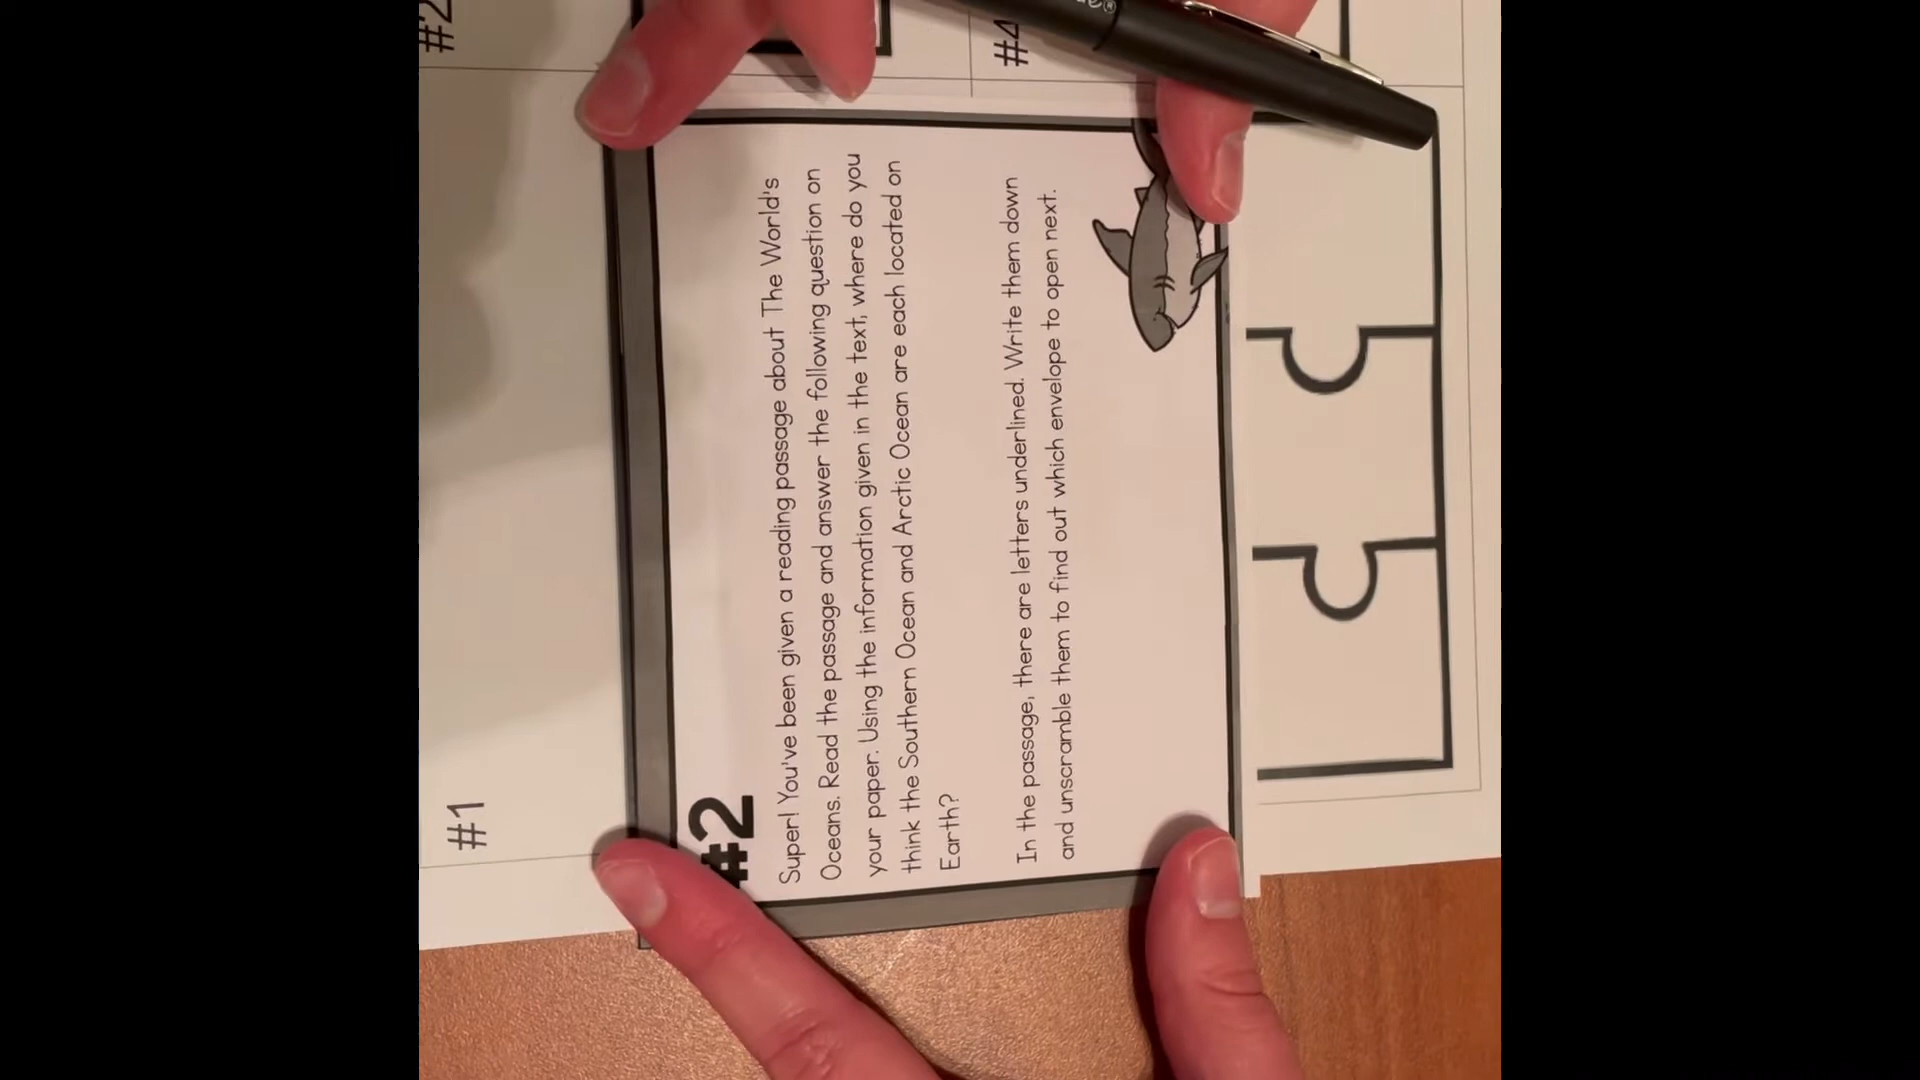 #2
#4
#1
#2
Super! You've been given a reading passage about The World's
Oceans. Read the passage and answer the following question on
your paper. Using the information given in the text, where do you
think the Southern Ocean and Arctic Ocean are each located on
Earth?
In the passage, there are letters underlined. Write them down
and unscramble them to find out which envelope to open next.